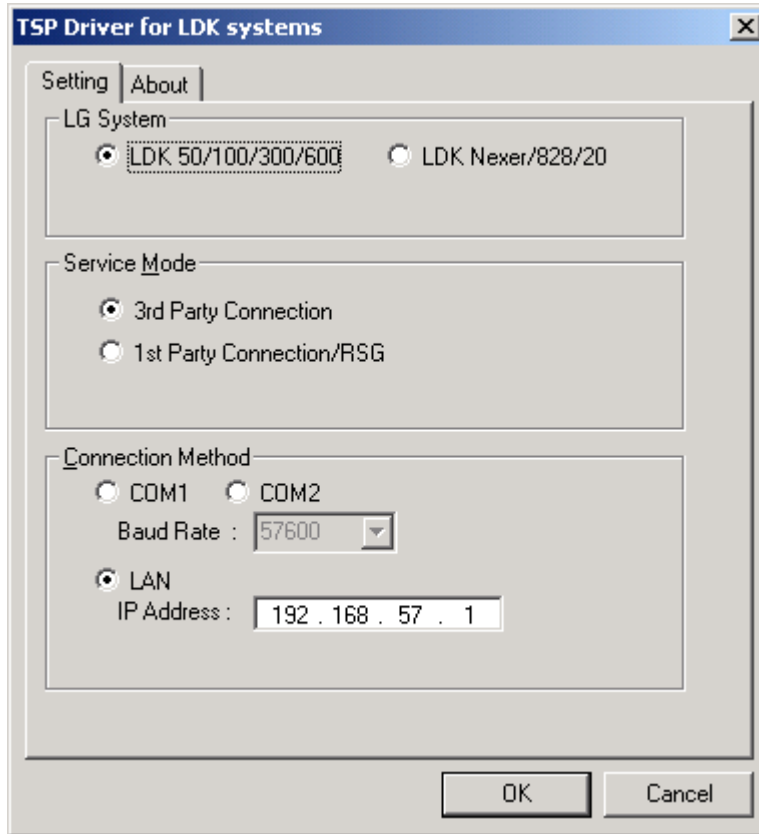 TSP Driver for LDK systems
Setting About
LG System
LDK 50/100/300/600 LDK Nexer/828/20
Service Mode
3rd Party Connection
1st Party Connection/RSG
Connection Method
COM1 COM2
Baud Rate : 57600
LAN
IP Address : 192 . 168 . 57 . 1
OK Cancel